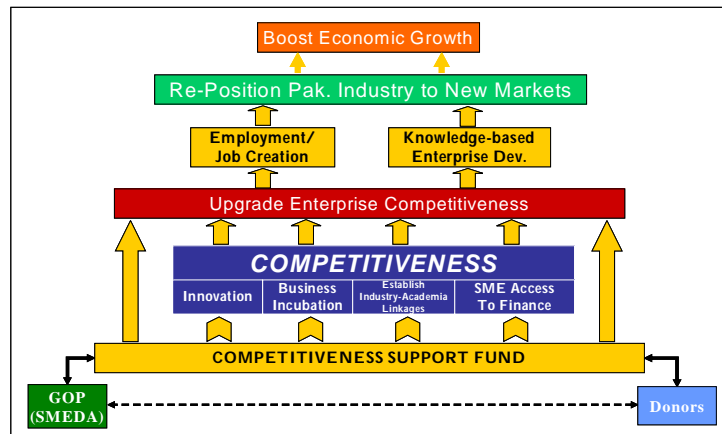 Boost Economic Growth
Re-Position Pak. Industry to New Markets
Employment/
Job Creation
Knowledge-based
Enterprise Dev.
Upgrade Enterprise Competitiveness
COMPETITIVENESS
Innovation
Business
Incubation
Establish
Industry-Academia
Linkages
SME Access
To Finance
COMPETITIVENESS SUPPORT FUND
GOP
(SMEDA)
Donors